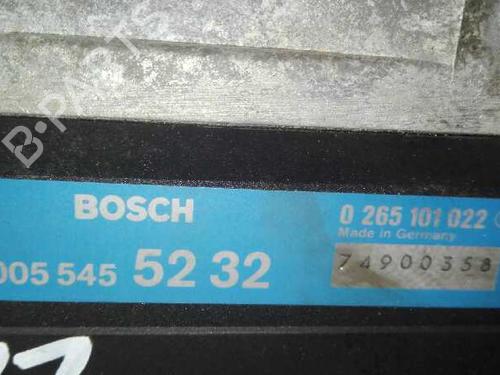 B-PARTS
BOSCH
0 265 101 022
Made in Germany
005 545 52 32
74900358